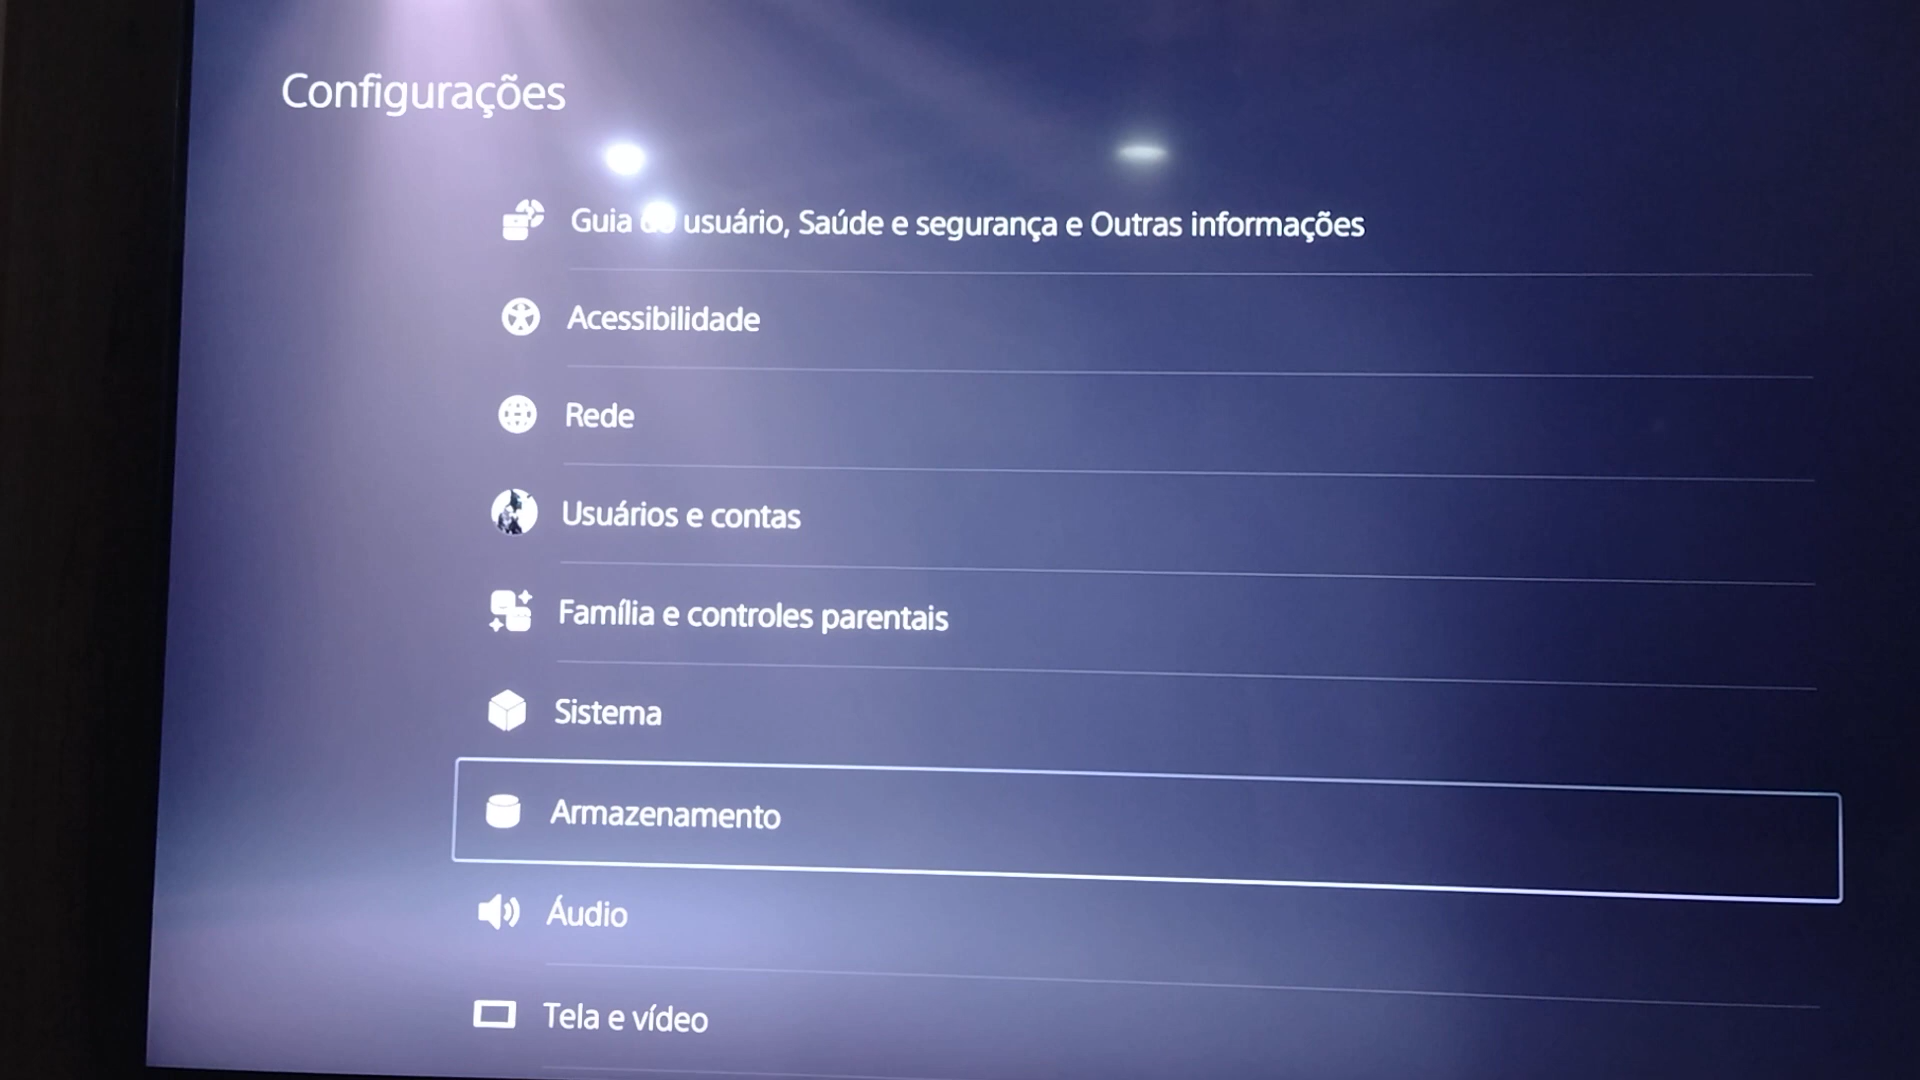 Configurações
Guia usuário, Saúde e segurança e Outras informações
Acessibilidade
Rede
Usuários e contas
Família e controles parentais
Sistema
Armazenamento
Áudio
Tela e vídeo